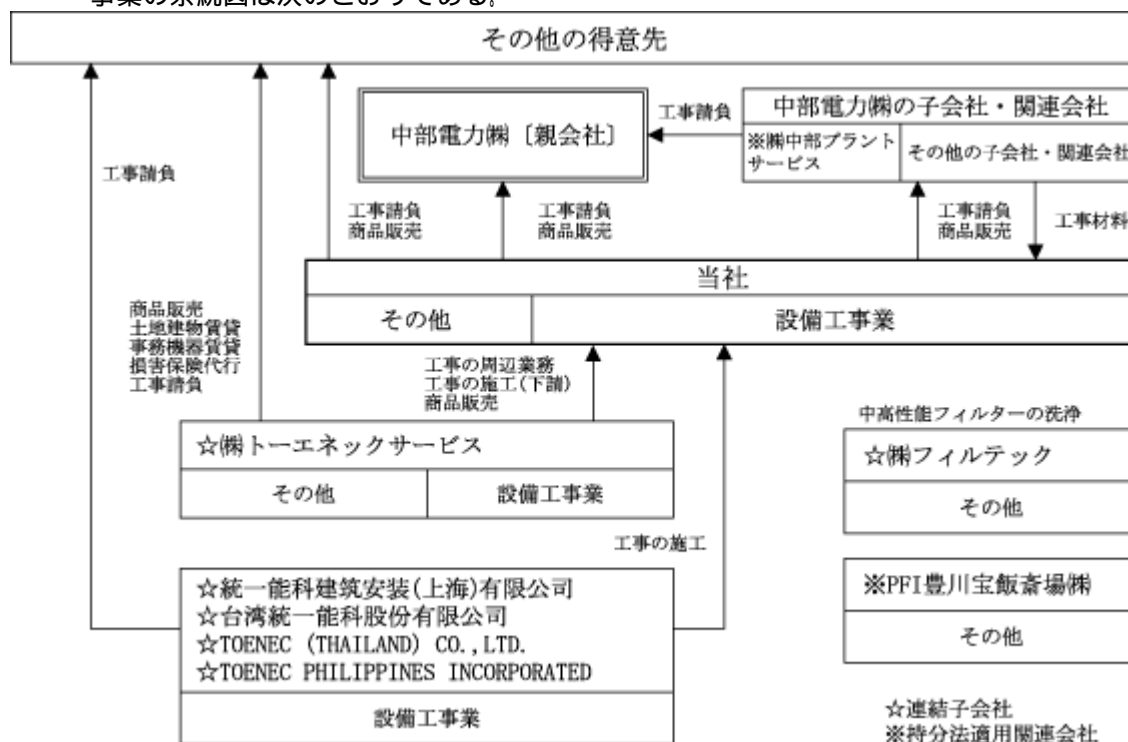 事業の系統図は次のとおりである。
その他の得意先
中部電力㈱〔親会社〕
工事請負
中部電力㈱の子会社・関連会社
※㈱中部プラント
サービス
その他の子会社・関連会社
工事請負
工事請負
商品販売
工事請負
商品販売
工事請負
商品販売
工事材料
当社
その他
設備工事業
商品販売
土地建物賃貸
事務機器賃貸
損害保険代行
工事請負
工事の周辺業務
工事の施工(下請)
商品販売
☆㈱トーエネックサービス
その他
設備工事業
中高性能フィルターの洗浄
☆㈱フィルテック
その他
工事の施工
☆統一能科建筑安装(上海)有限公司
☆台湾統一能科股份有限公司
☆TOENEC (THAILAND) CO.,LTD.
☆TOENEC PHILIPPINES INCORPORATED
設備工事業
※PFI豊川宝飯斎場㈱
その他
☆連結子会社
※持分法適用関連会社